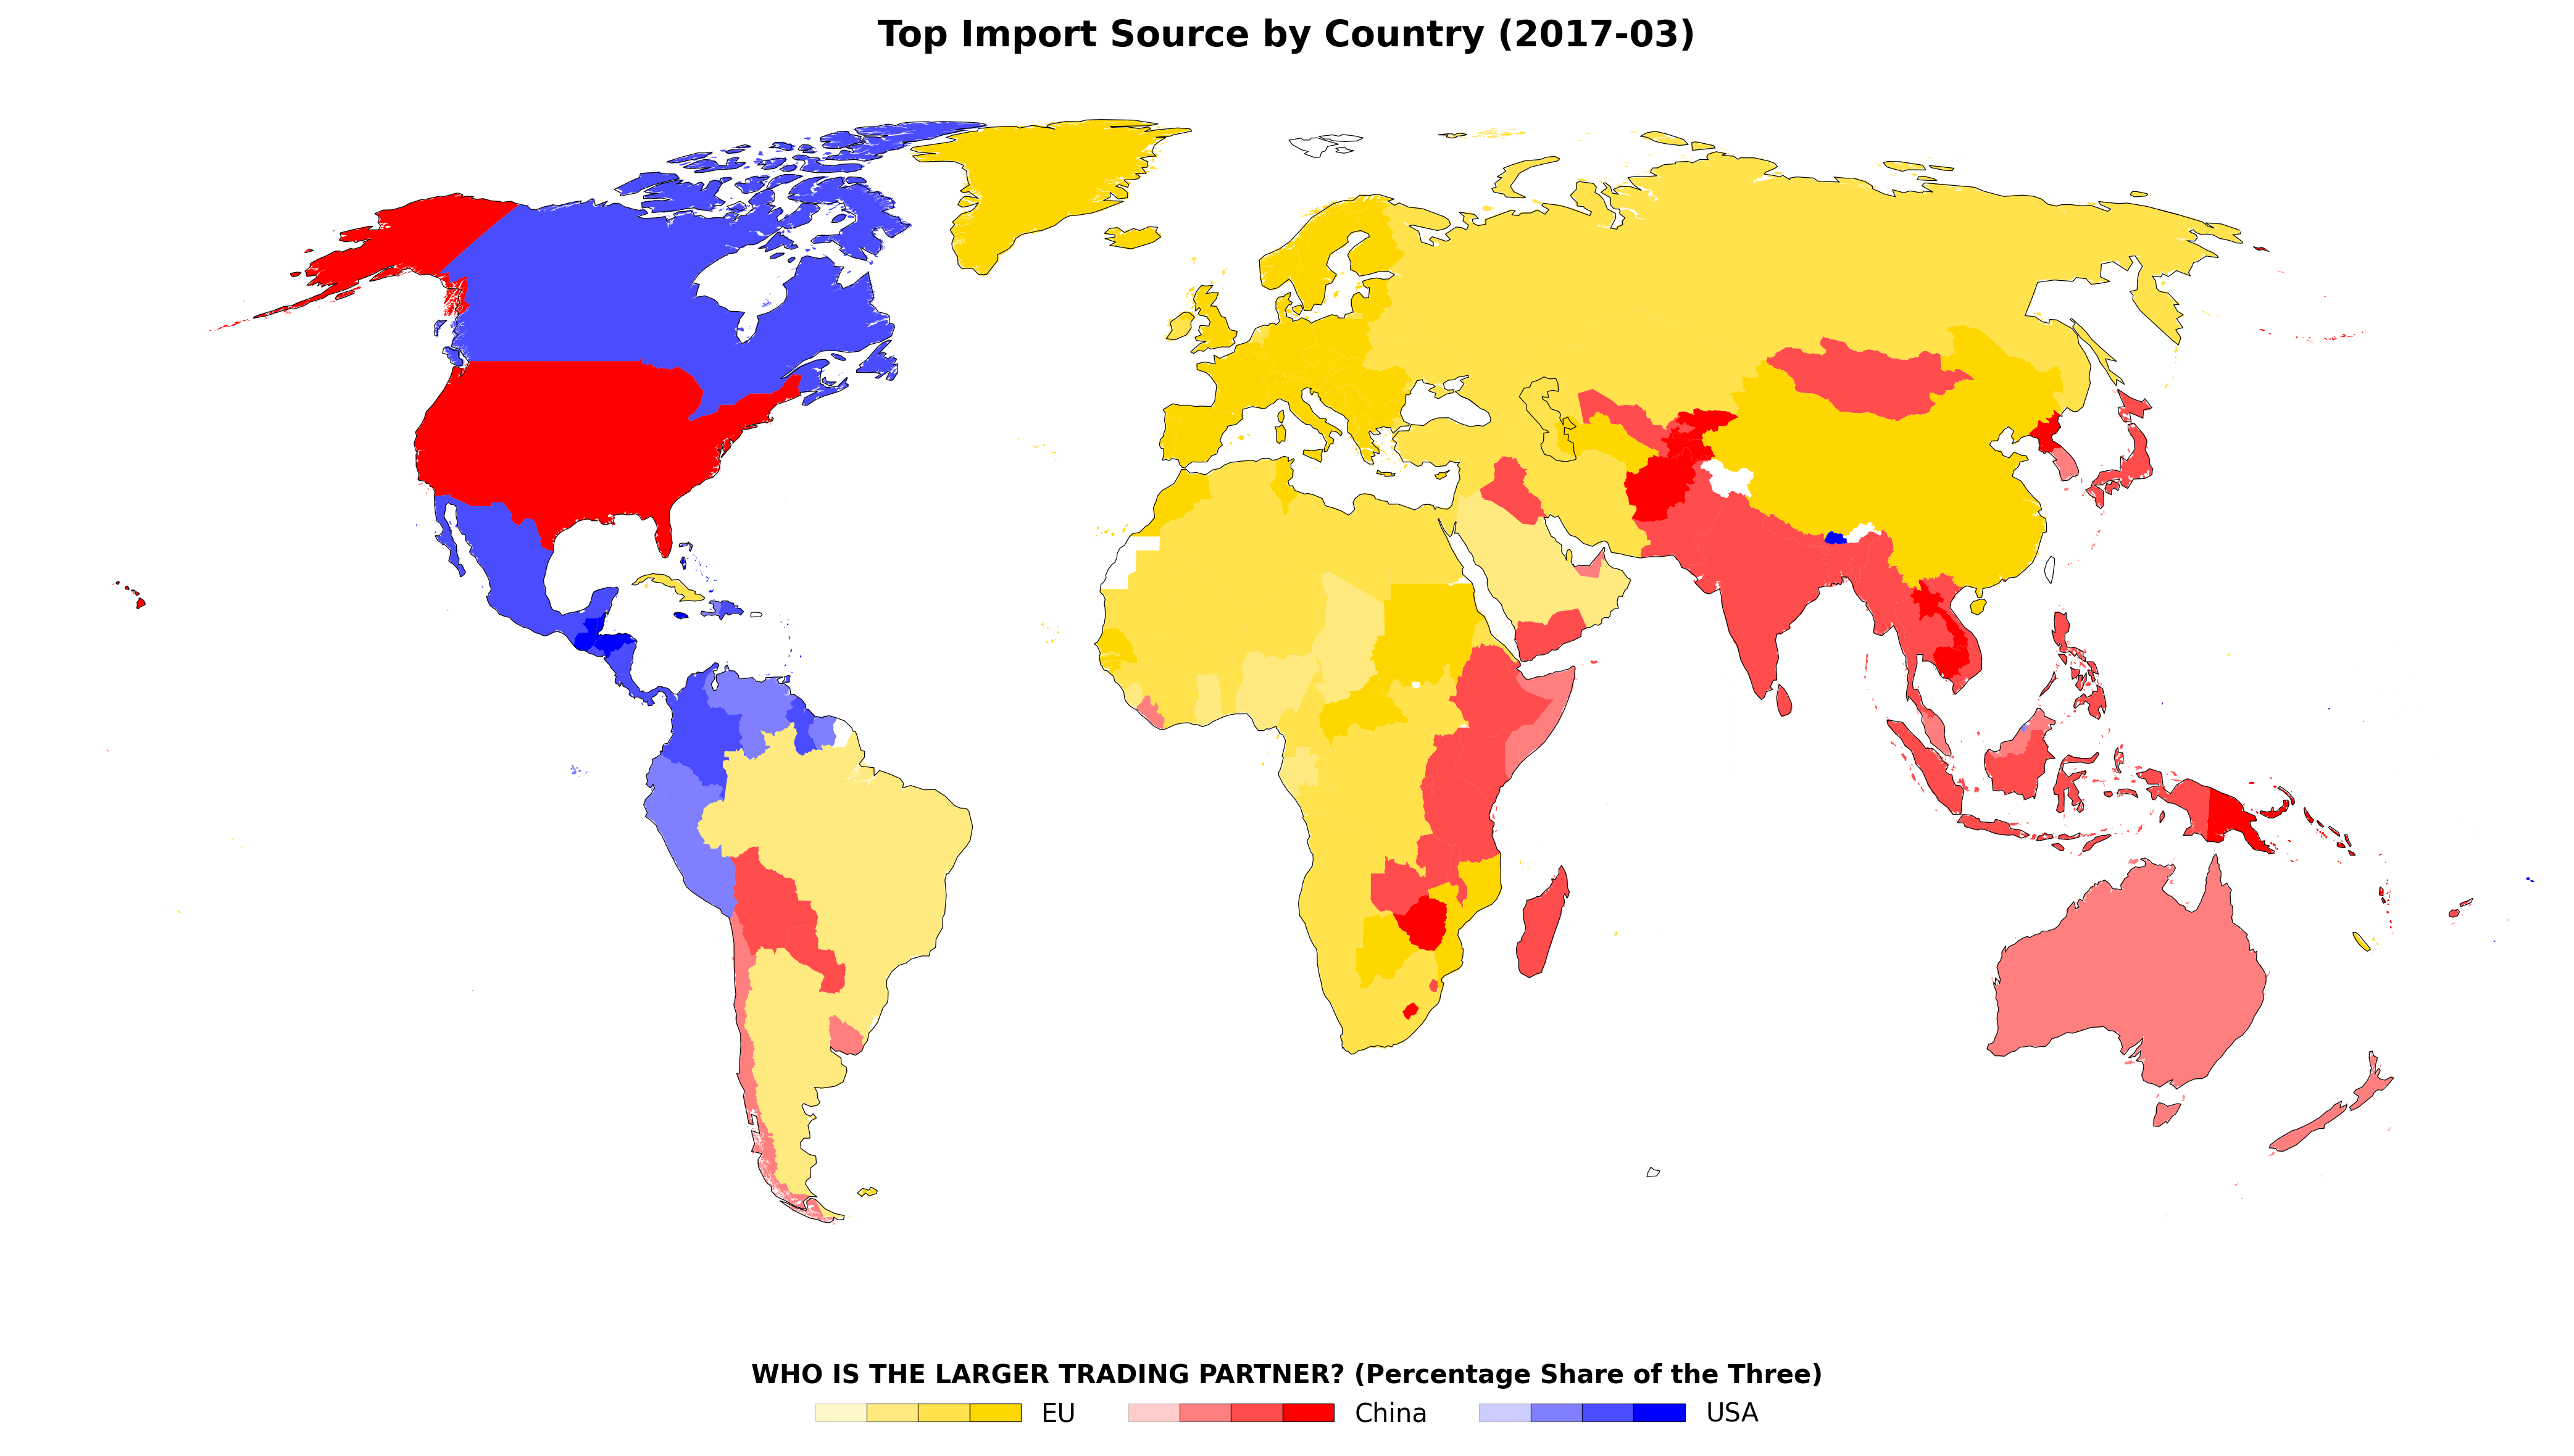 Top Import Source by Country (2017-03)
WHO IS THE LARGER TRADING PARTNER? (Percentage Share of the Three)
EU China USA